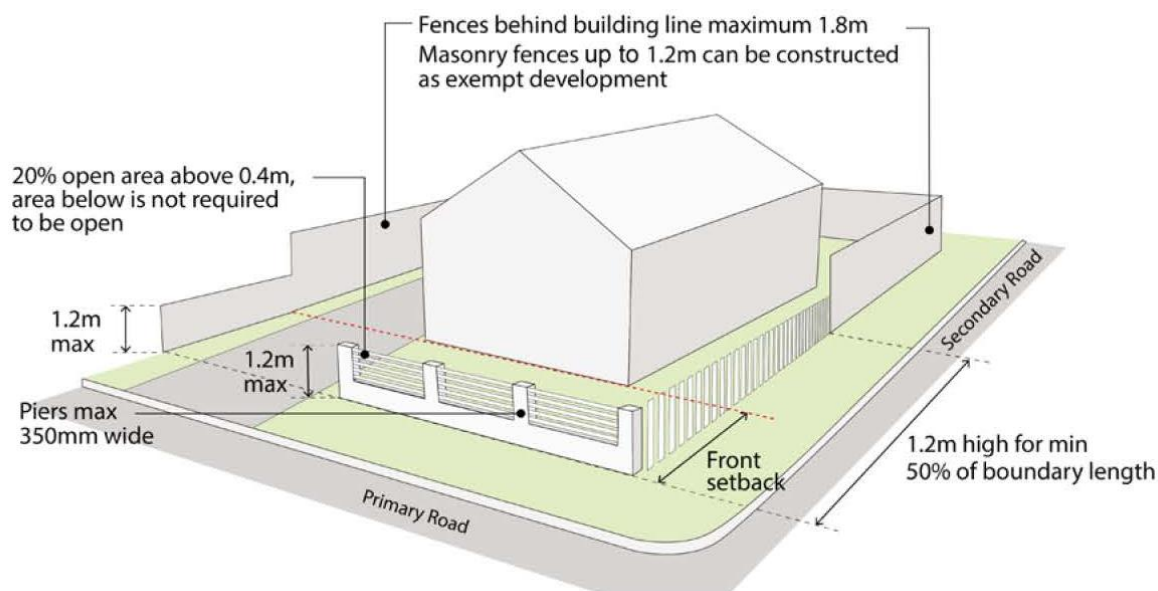 Fences behind building line maximum 1.8m
Masonry fences up to 1.2m can be constructed
as exempt development
20% open area above 0.4m,
area below is not required
to be open
1.2m
max
1.2m
max
Piers max
350mm wide
Front
setback
Primary Road
Secondary Road
1.2m high for min
50% of boundary length